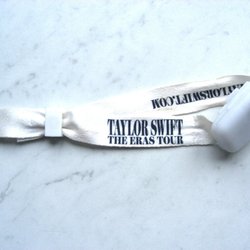 TAYLORSWIFT.COM
TAYLOR SWIFT
THE ERAS TOUR